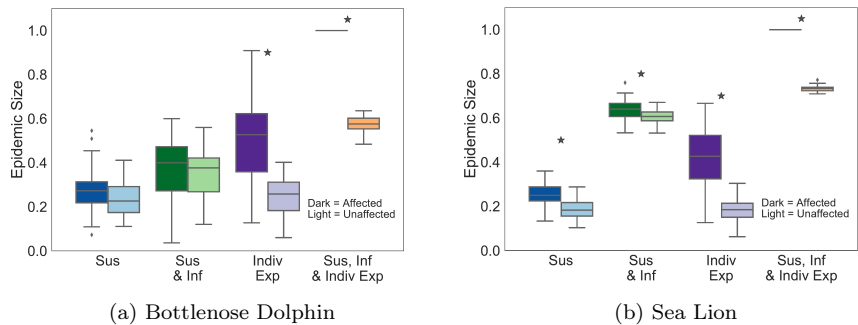 Epidemic Size
1.0
0.8
0.6
0.4
0.2
0.0
Dark = Affected
Light = Unaffected
Sus
Sus
& Inf
Indiv
Exp
Sus, Inf
& Indiv Exp
(a) Bottlenose Dolphin
Epidemic Size
1.0
0.8
0.6
0.4
0.2
0.0
Dark = Affected
Light = Unaffected
Sus
Sus
& Inf
Indiv
Exp
Sus, Inf
& Indiv Exp
(b) Sea Lion